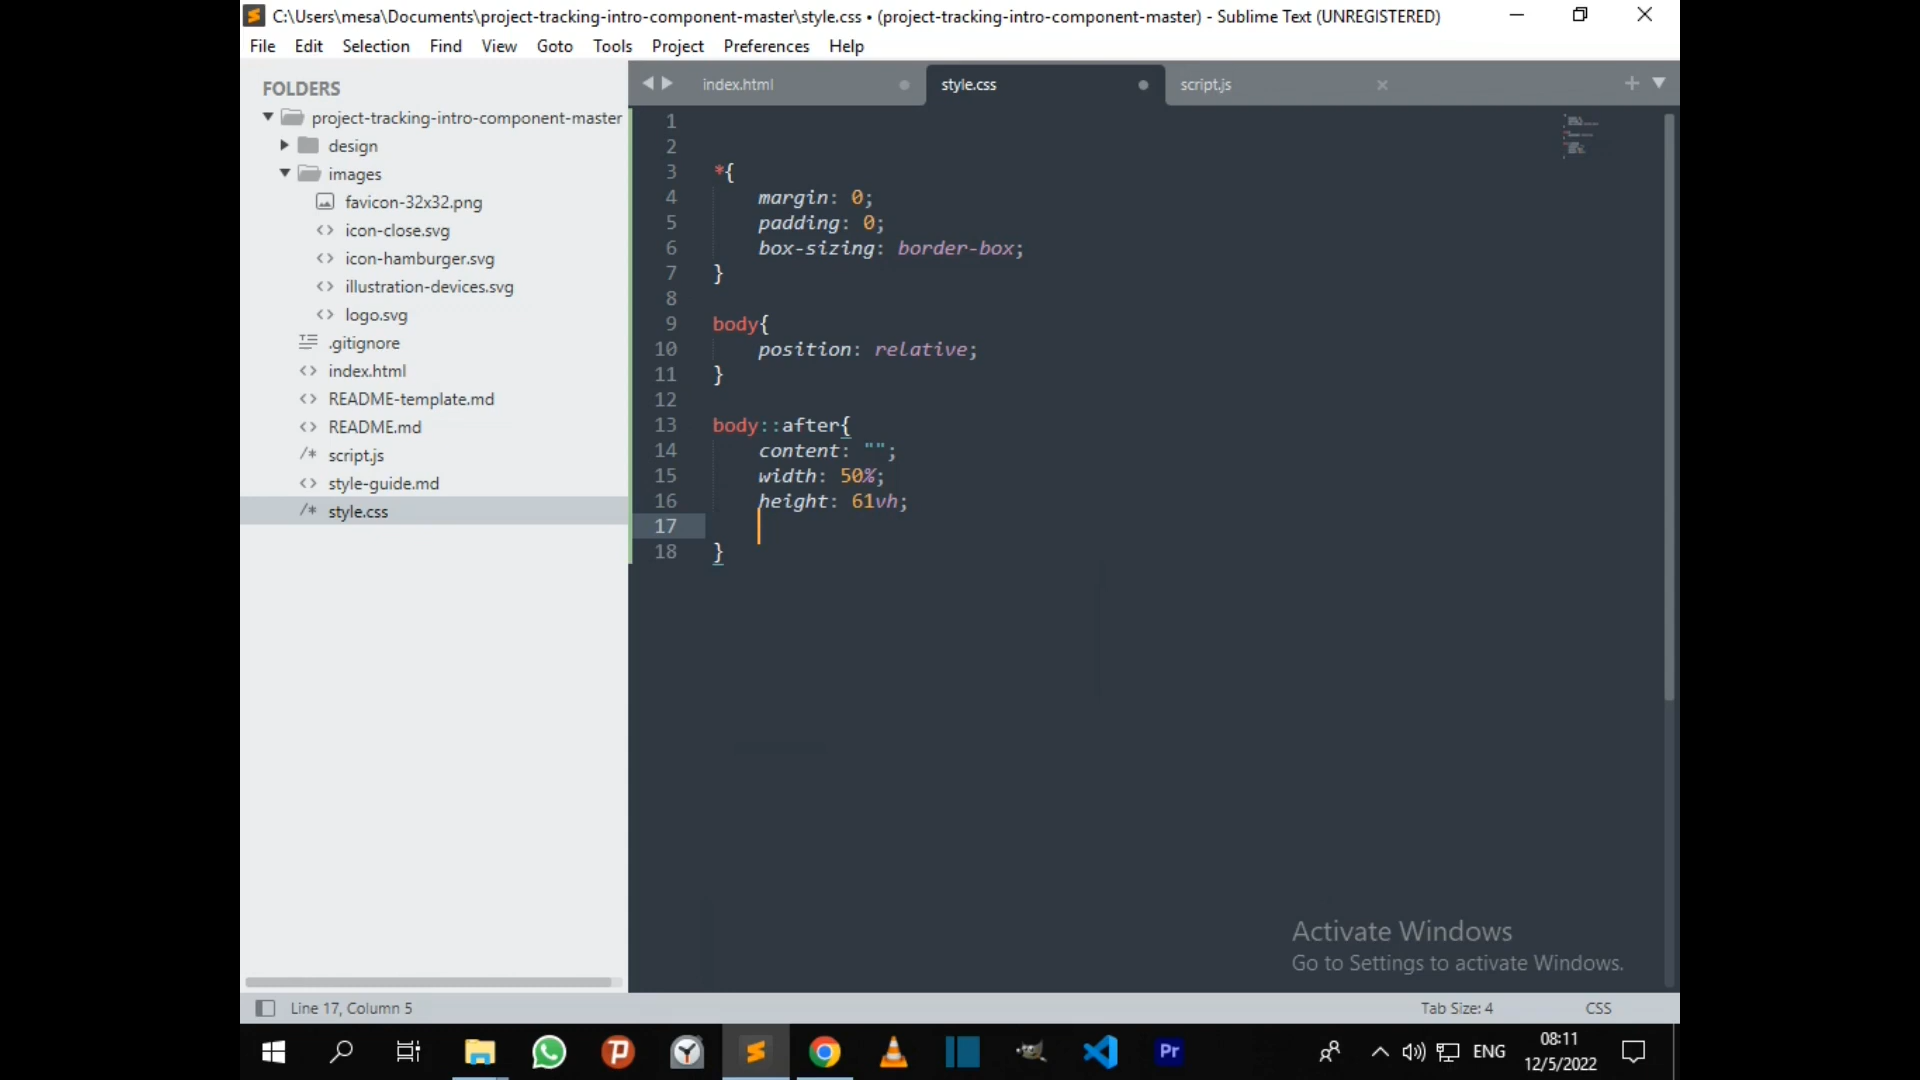 C:\Users\mesa\Documents\project-tracking-intro-component-master\style.css • (project-tracking-intro-component-master) - Sublime Text (UNREGISTERED)
File Edit Selection Find View Goto Tools Project Preferences Help
FOLDERS
project-tracking-intro-component-master
design
images
favicon-32x32.png
icon-close.svg
icon-hamburger.svg
illustration-devices.svg
logo.svg
.gitignore
index.html
README-template.md
README.md
script.js
style-guide.md
style.css
index.html style.css script.js
1
2
3 *{
4 margin: 0;
5 padding: 0;
6 box-sizing: border-box;
7 }
8
9 body{
10 position: relative;
11 }
12
13 body::after{
14 content: "";
15 width: 50%;
16 height: 61vh;
17
18 }
Activate Windows
Go to Settings to activate Windows.
Line 17, Column 5 Tab Size: 4 CSS
Pr ENG 08:11
12/5/2022